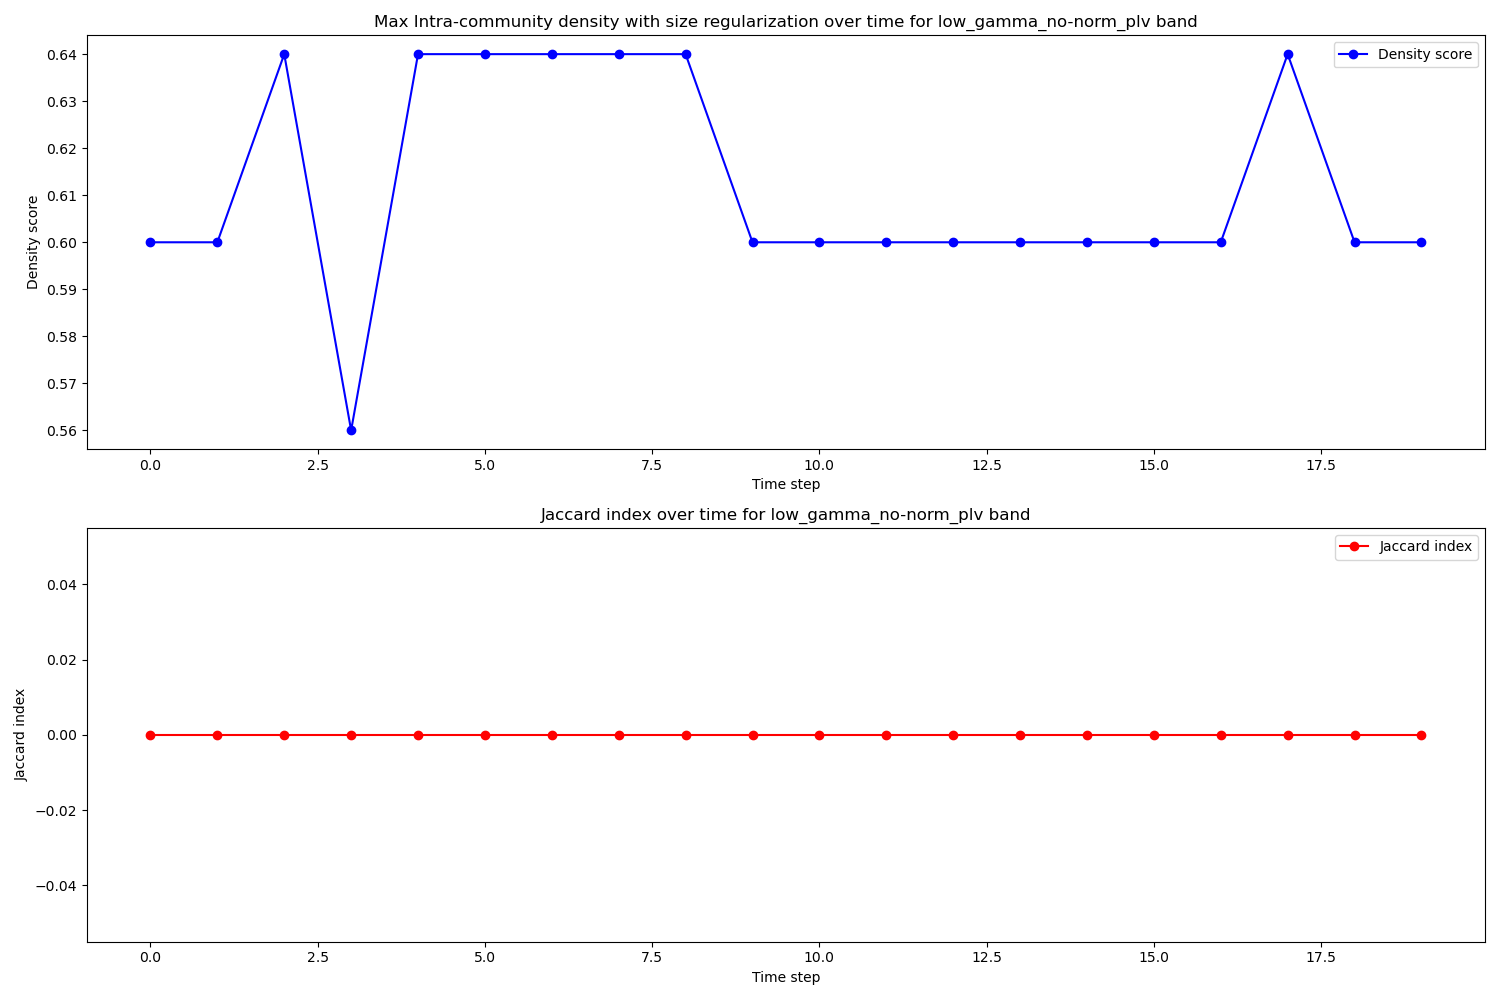 Max Intra-community density with size regularization over time for low_gamma_no-norm_plv band
Density score
0.64
0.63
0.62
0.61
0.60
0.59
0.58
0.57
0.56
Density score
0.0 2.5 5.0 7.5 10.0 12.5 15.0 17.5
Time step
Jaccard index over time for low_gamma_no-norm_plv band
Jaccard index
0.04
0.02
0.00
−0.02
−0.04
Jaccard index
0.0 2.5 5.0 7.5 10.0 12.5 15.0 17.5
Time step